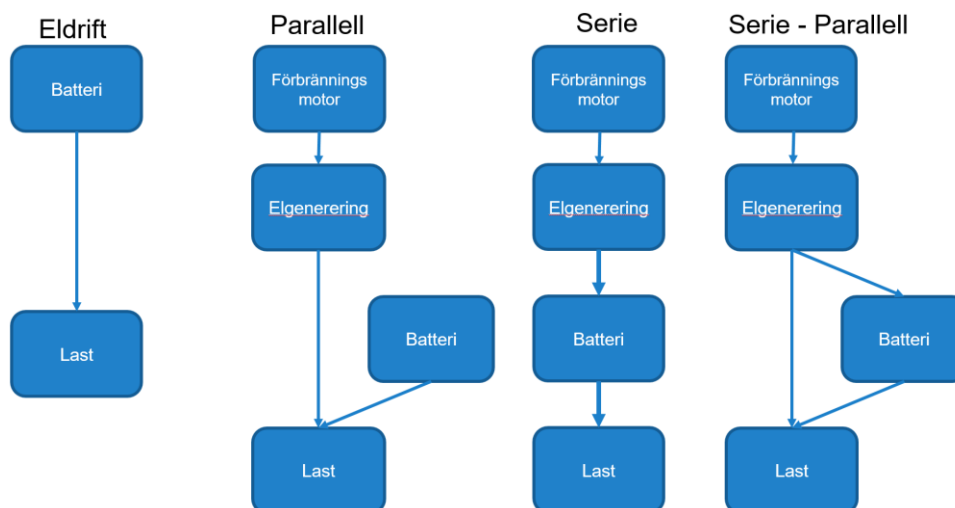 Eldrift
Parallell
Serie
Serie - Parallell
Batteri
Last
Förbrännings
motor
Elgenerering
Batteri
Last
Förbrännings
motor
Elgenerering
Batteri
Last
Förbrännings
motor
Elgenerering
Batteri
Last